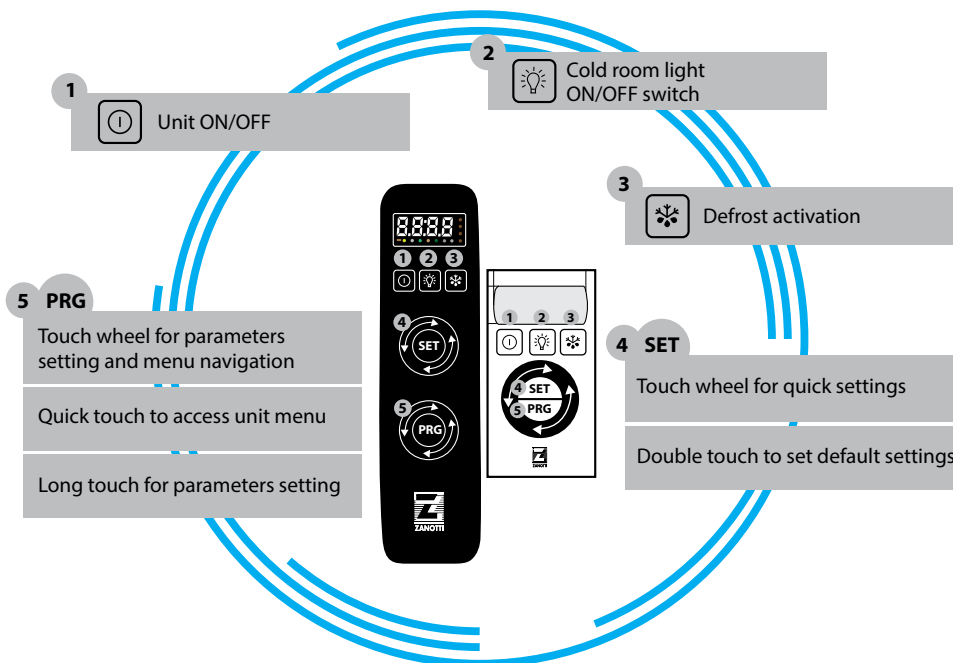 1
Unit ON/OFF
2
Cold room light
ON/OFF switch
3
Defrost activation
5 PRG
Touch wheel for parameters
setting and menu navigation
Quick touch to access unit menu
Long touch for parameters setting
4 SET
Touch wheel for quick settings
Double touch to set default settings
8.8:8.8
1 2 3
4
SET
5
PRG
Z
ZANOTTI
1 2 3
4 SET
5 PRG
Z
ZANOTTI